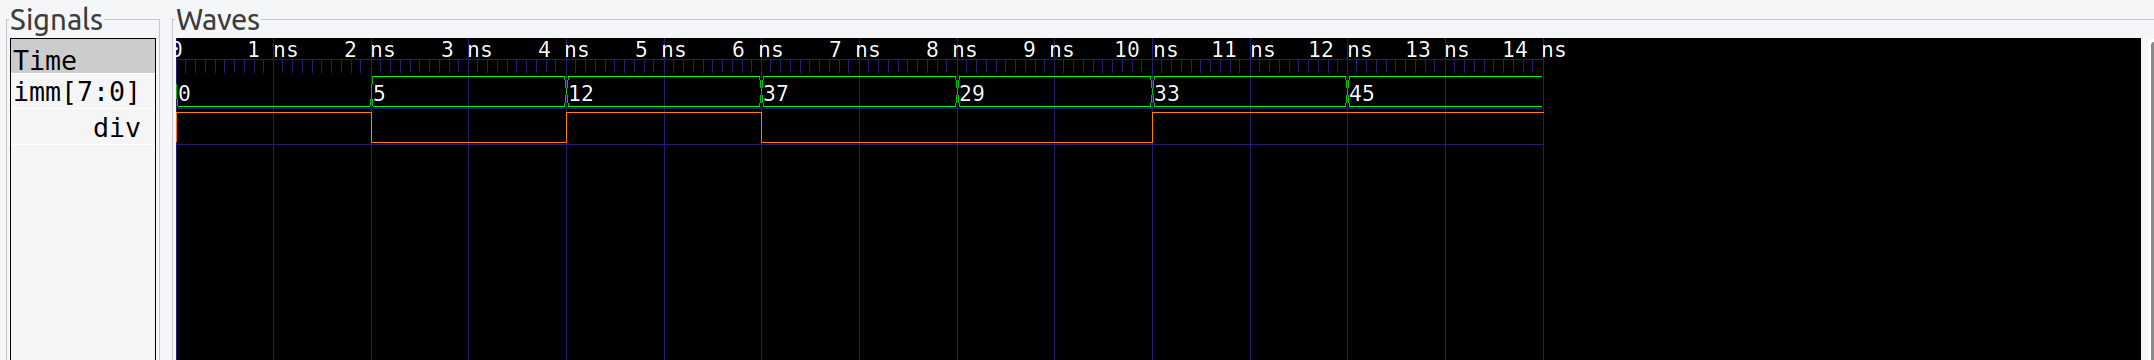 Signals Waves
Time 0 1 ns 2 ns 3 ns 4 ns 5 ns 6 ns 7 ns 8 ns 9 ns 10 ns 11 ns 12 ns 13 ns 14 ns
imm[7:0] 0 5 12 37 29 33 45
div